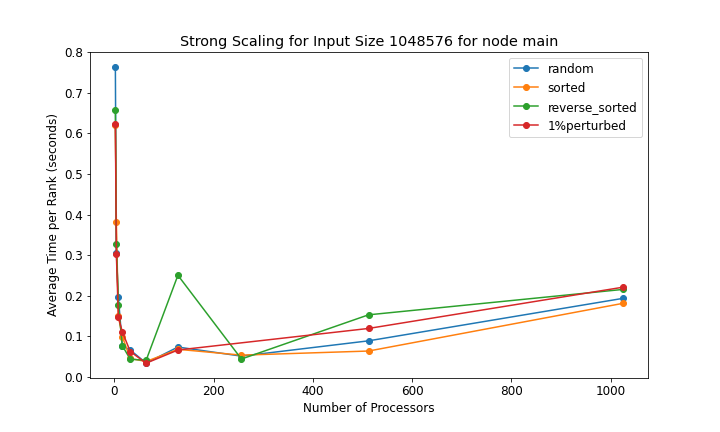 Strong Scaling for Input Size 1048576 for node main
0.8
0.7
0.6
0.5
0.4
0.3
0.2
0.1
0.0
Average Time per Rank (seconds)
random
sorted
reverse_sorted
1%perturbed
0 200 400 600 800 1000
Number of Processors